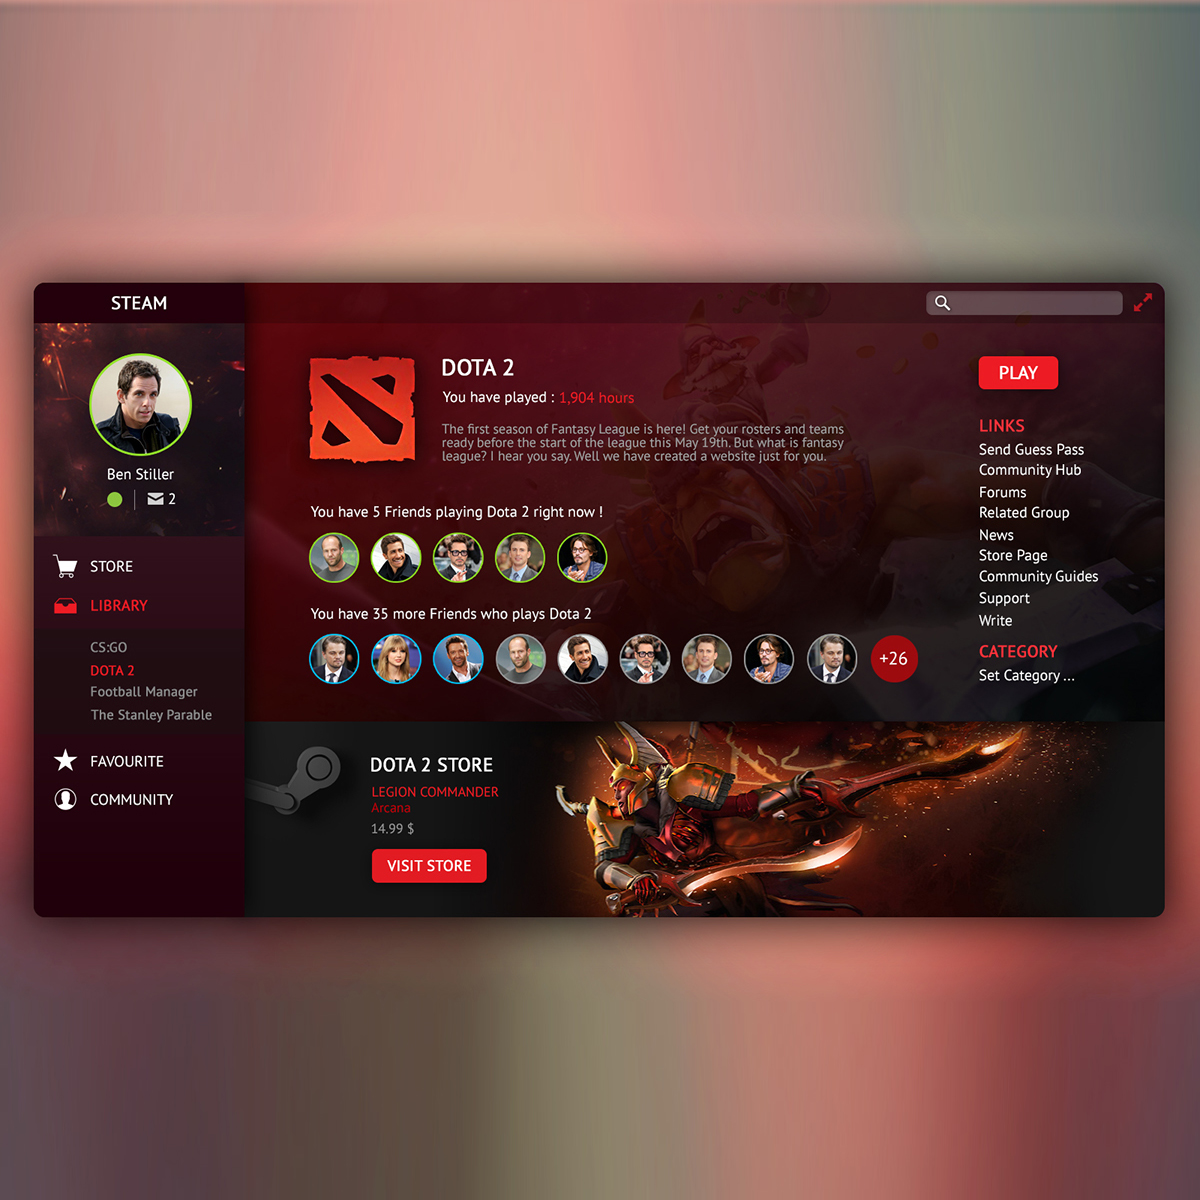 STEAM
Ben Stiller
2
STORE
LIBRARY
CS:GO
DOTA 2
Football Manager
The Stanley Parable
FAVOURITE
COMMUNITY
DOTA 2
You have played : 1,904 hours
The first season of Fantasy League is here! Get your rosters and teams
ready before the start of the league this May 19th. But what is fantasy
league? I hear you say. Well we have created a website just for you.
You have 5 Friends playing Dota 2 right now !
You have 35 more Friends who plays Dota 2
+26
PLAY
LINKS
Send Guess Pass
Community Hub
Forums
Related Group
News
Store Page
Community Guides
Support
Write
CATEGORY
Set Category ...
DOTA 2 STORE
LEGION COMMANDER
Arcana
14.99 $
VISIT STORE